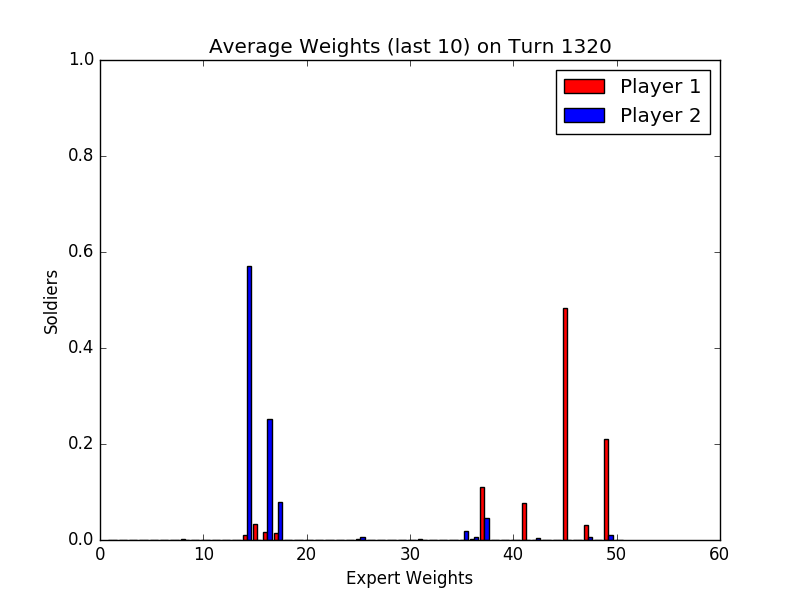 Average Weights (last 10) on Turn 1320
1.0
0.8
0.6
0.4
0.2
0.0
Soldiers
Player 1
Player 2
0 10 20 30 40 50 60
Expert Weights